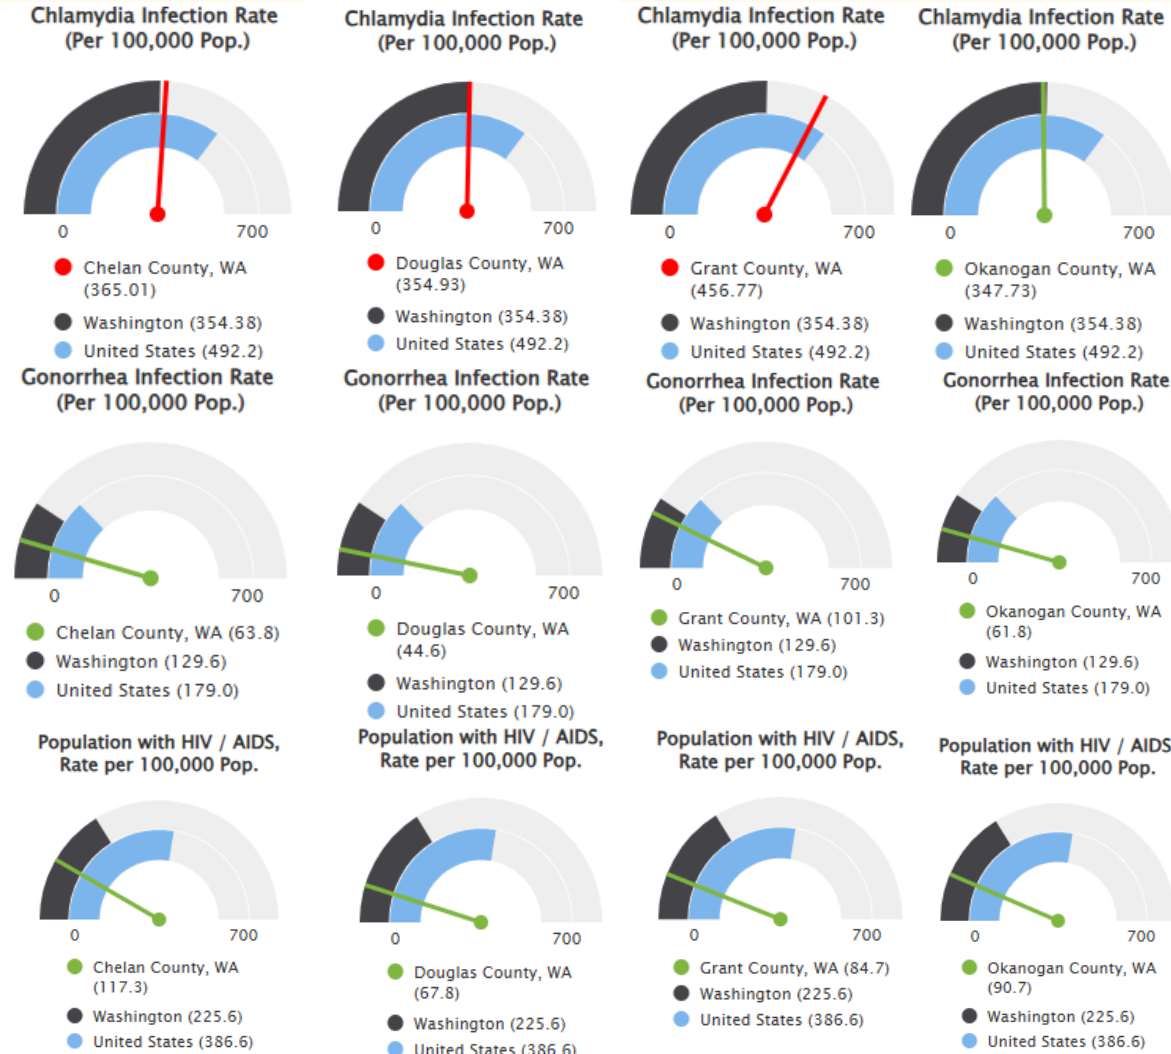 Chlamydia Infection Rate
(Per 100,000 Pop.)
0
700
Chelan County, WA
(365.01)
Washington (354.38)
United States (492.2)
Chlamydia Infection Rate
(Per 100,000 Pop.)
0
700
Douglas County, WA
(354.93)
Washington (354.38)
United States (492.2)
Chlamydia Infection Rate
(Per 100,000 Pop.)
0
700
Grant County, WA
(456.77)
Washington (354.38)
United States (492.2)
Chlamydia Infection Rate
(Per 100,000 Pop.)
0
700
Okanogan County, WA
(347.73)
Washington (354.38)
United States (492.2)
Gonorrhea Infection Rate
(Per 100,000 Pop.)
0
700
Chelan County, WA (63.8)
Washington (129.6)
United States (179.0)
Gonorrhea Infection Rate
(Per 100,000 Pop.)
0
700
Douglas County, WA
(44.6)
Washington (129.6)
United States (179.0)
Gonorrhea Infection Rate
(Per 100,000 Pop.)
0
700
Grant County, WA (101.3)
Washington (129.6)
United States (179.0)
Gonorrhea Infection Rate
(Per 100,000 Pop.)
0
700
Okanogan County, WA
(61.8)
Washington (129.6)
United States (179.0)
Population with HIV / AIDS,
Rate per 100,000 Pop.
0
700
Chelan County, WA
(117.3)
Washington (225.6)
United States (386.6)
Population with HIV / AIDS,
Rate per 100,000 Pop.
0
700
Douglas County, WA
(67.8)
Washington (225.6)
United States (386.6)
Population with HIV / AIDS,
Rate per 100,000 Pop.
0
700
Grant County, WA (84.7)
Washington (225.6)
United States (386.6)
Population with HIV / AIDS
Rate per 100,000 Pop.
0
700
Okanogan County, WA
(90.7)
Washington (225.6)
United States (386.6)